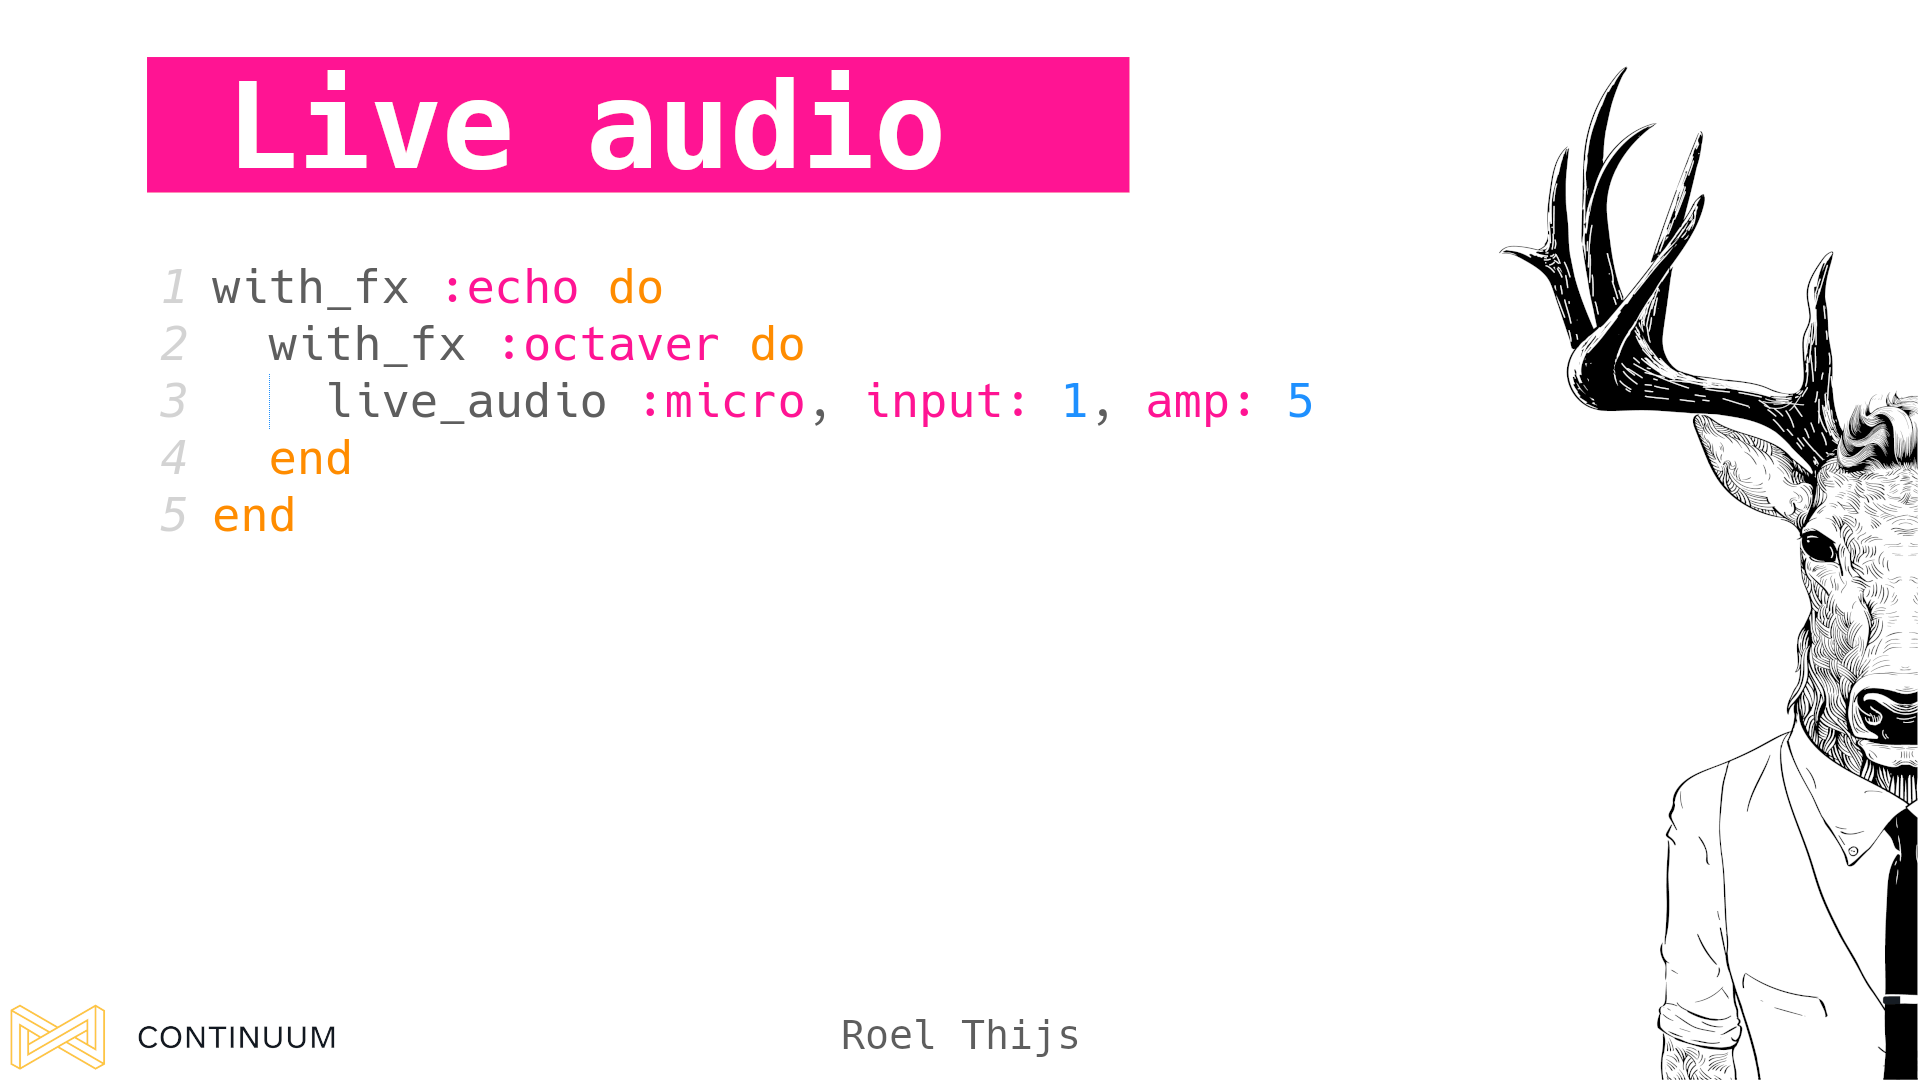 Live audio
1 with_fx :echo do
2   with_fx :octaver do
3     live_audio :micro, input: 1, amp: 5
4   end
5 end
CONTINUUM
Roel Thijs